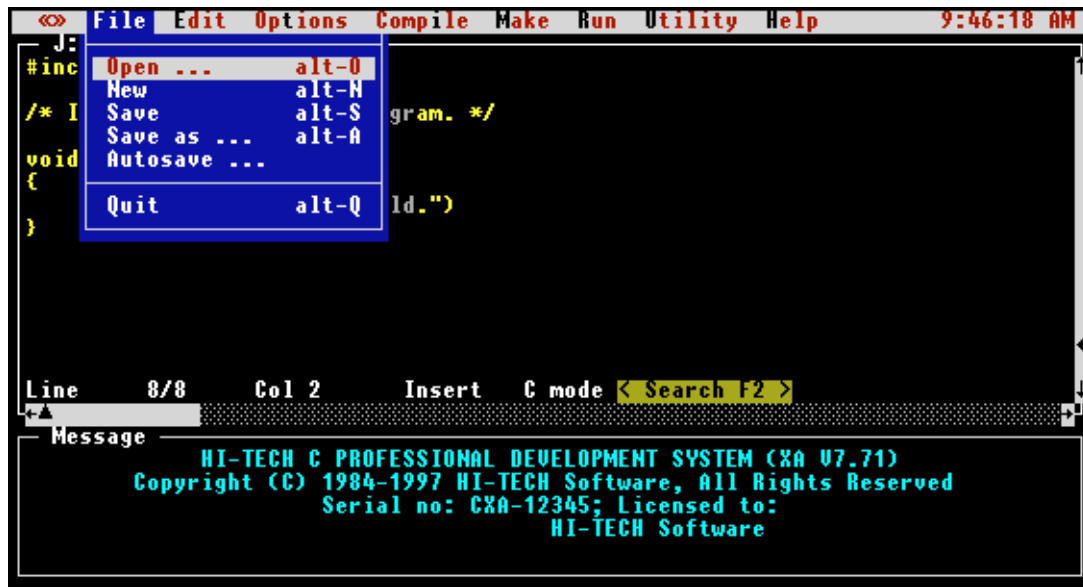 <<>> File Edit Options Compile Make Run Utility Help 9:46:18 AM
J:
#inc
Open ... alt-O
New alt-N
/* I
Save alt-S
gram. */
Save as ... alt-A
void
Autosave ...
{
Quit alt-Q
ld.")
}
Line 8/8 Col 2 Insert C mode < Search F2 >
Message
HI-TECH C PROFESSIONAL DEVELOPMENT SYSTEM (XA V7.71)
Copyright (C) 1984-1997 HI-TECH Software, All Rights Reserved
Serial no: CXA-12345; Licensed to:
HI-TECH Software